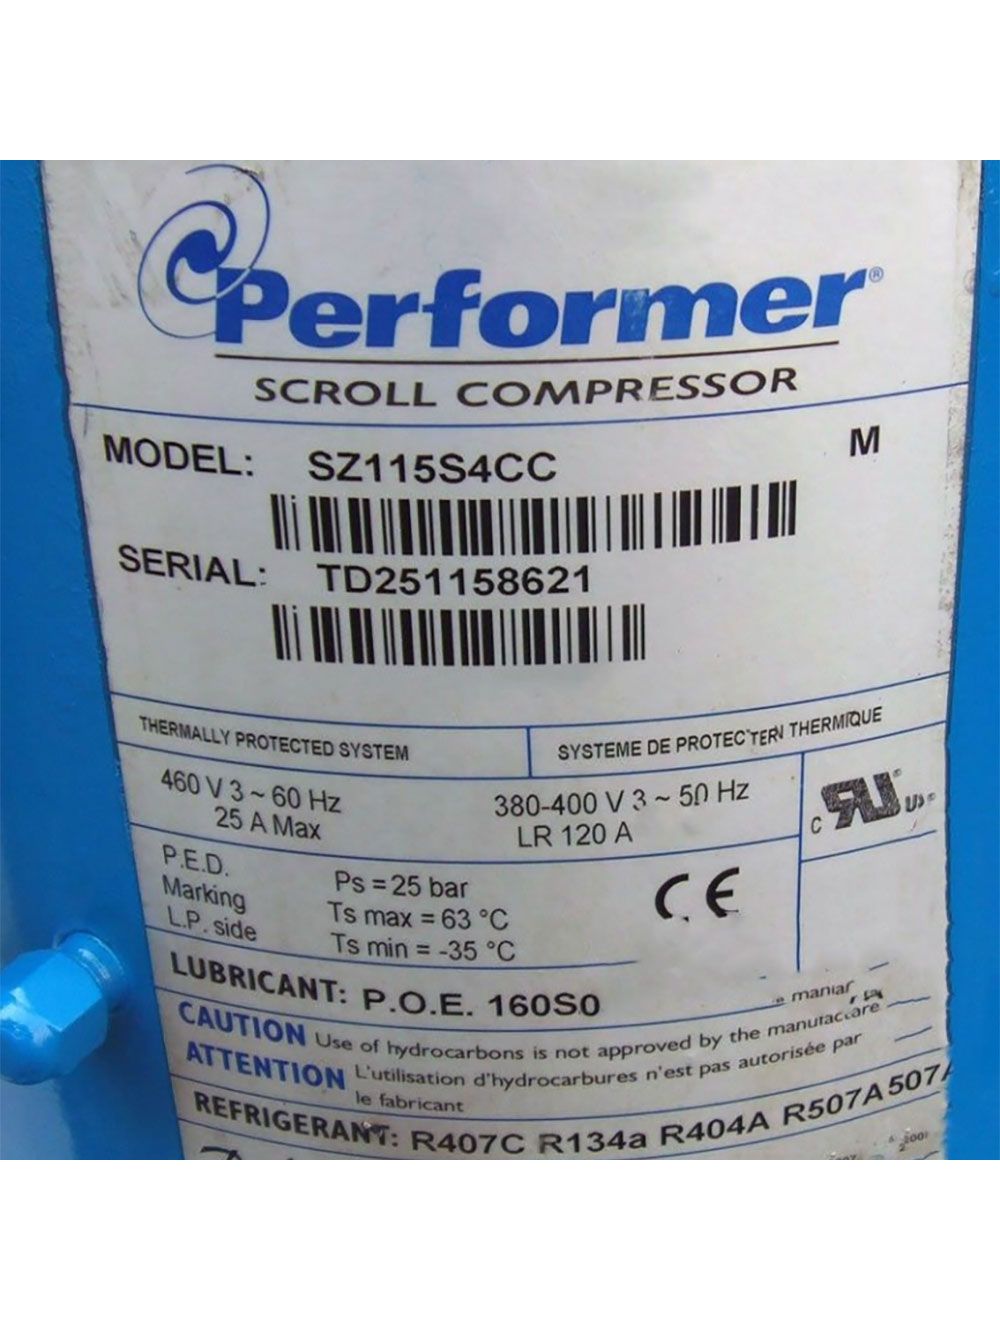 Performer®
SCROLL COMPRESSOR
MODEL: SZ115S4CC M
SERIAL: TD251158621
THERMALLY PROTECTED SYSTEM
SYSTEME DE PROTECTERN THERMIQUE
460 V 3 ~ 60 Hz
25 A Max
380-400 V 3 ~ 50 Hz
LR 120 A
P.E.D.
Marking
L.P. side
Ps = 25 bar
Ts max = 63 °C
Ts min = -35 °C
CE
LUBRICANT: P.O.E. 160S0
CAUTION Use of hydrocarbons is not approved by the
ATTENTION L'utilisation d'hydrocarbures n'est pas autorisée par
le fabricant
REFRIGERANT: R407C R134a R404A R507A507A